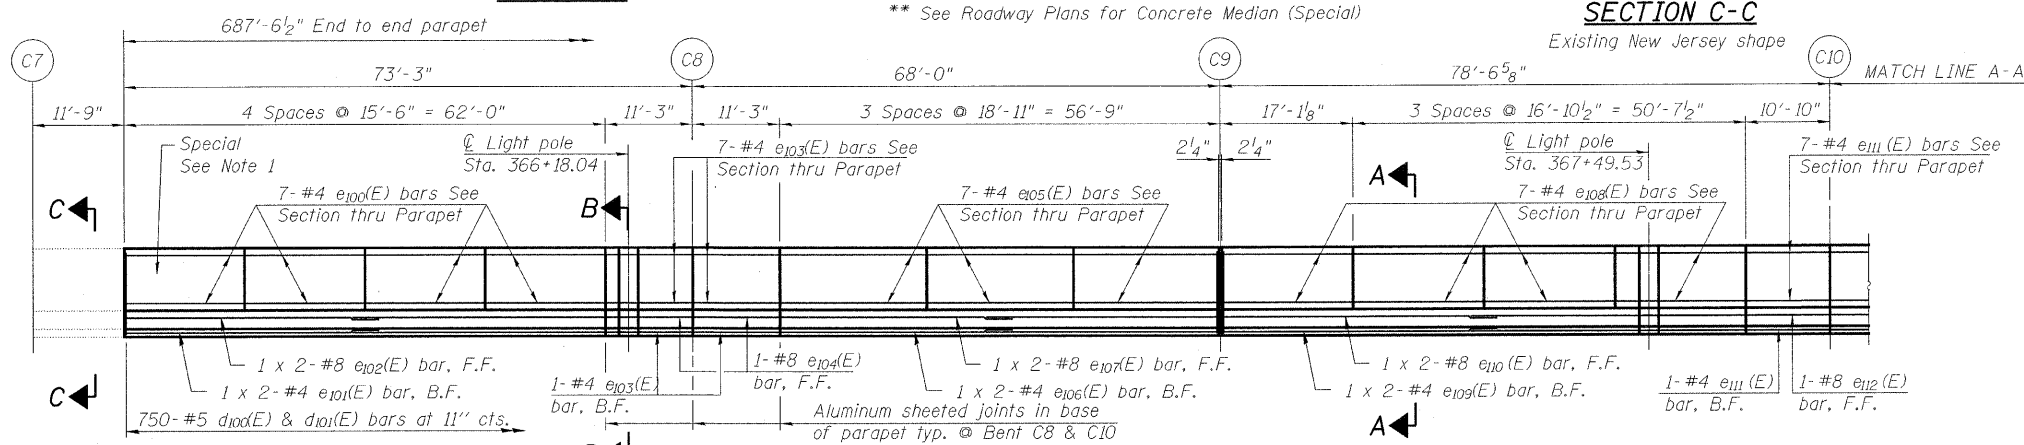 ** See Roadway Plans for Concrete Median (Special)
SECTION C-C
Existing New Jersey shape
687'-6½" End to end parapet
C7
C8
C9
C10
MATCH LINE A-A
73'-3"
68'-0"
78'-6⅝"
11'-9"
4 Spaces @ 15'-6" = 62'-0"
11'-3"
11'-3"
3 Spaces @ 18'-11" = 56'-9"
17'-1⅛"
3 Spaces @ 16'-10½" = 50'-7½"
10'-10"
Special
See Note 1
℄ Light pole
Sta. 366+18.04
7-#4 e103(E) bars See
Section thru Parapet
2¼"
2¼"
℄ Light pole
Sta. 367+49.53
7-#4 e111(E) bars See
Section thru Parapet
C
7-#4 e100(E) bars See
Section thru Parapet
B
7-#4 e105(E) bars See
Section thru Parapet
A
7-#4 e108(E) bars See
Section thru Parapet
1 x 2-#8 e102(E) bar, F.F.
1-#8 e104(E)
bar, F.F.
1 x 2-#8 e107(E) bar, F.F.
1 x 2-#8 e110(E) bar, F.F.
C
1 x 2-#4 e101(E) bar, B.F.
1-#4 e103(E)
bar, B.F.
1 x 2-#4 e106(E) bar, B.F.
1 x 2-#4 e109(E) bar, B.F.
1-#4 e111(E)
bar, B.F.
1-#8 e112(E)
bar, F.F.
750-#5 d100(E) & d101(E) bars at 11" cts.
Aluminum sheeted joints in base
of parapet typ. @ Bent C8 & C10
A